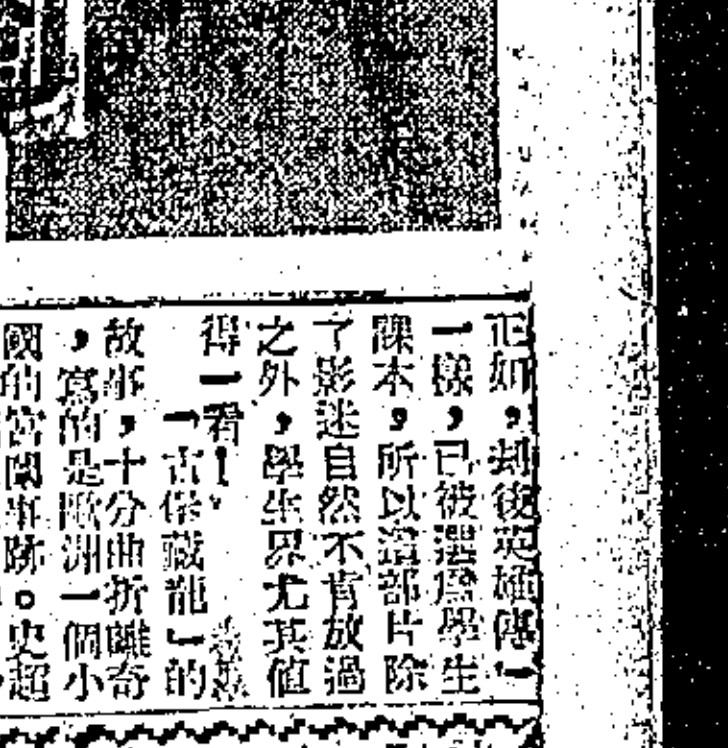 正如「劫後英雄傳」
一樣，已被選爲學生
課本，所以這部片除
了影迷自然不肯放過
之外，學生界尤其值
得一看！
「古堡藏龍」的
故事，十分曲折離奇
，寫的是歐洲一個小
國的宮闈事跡。史超